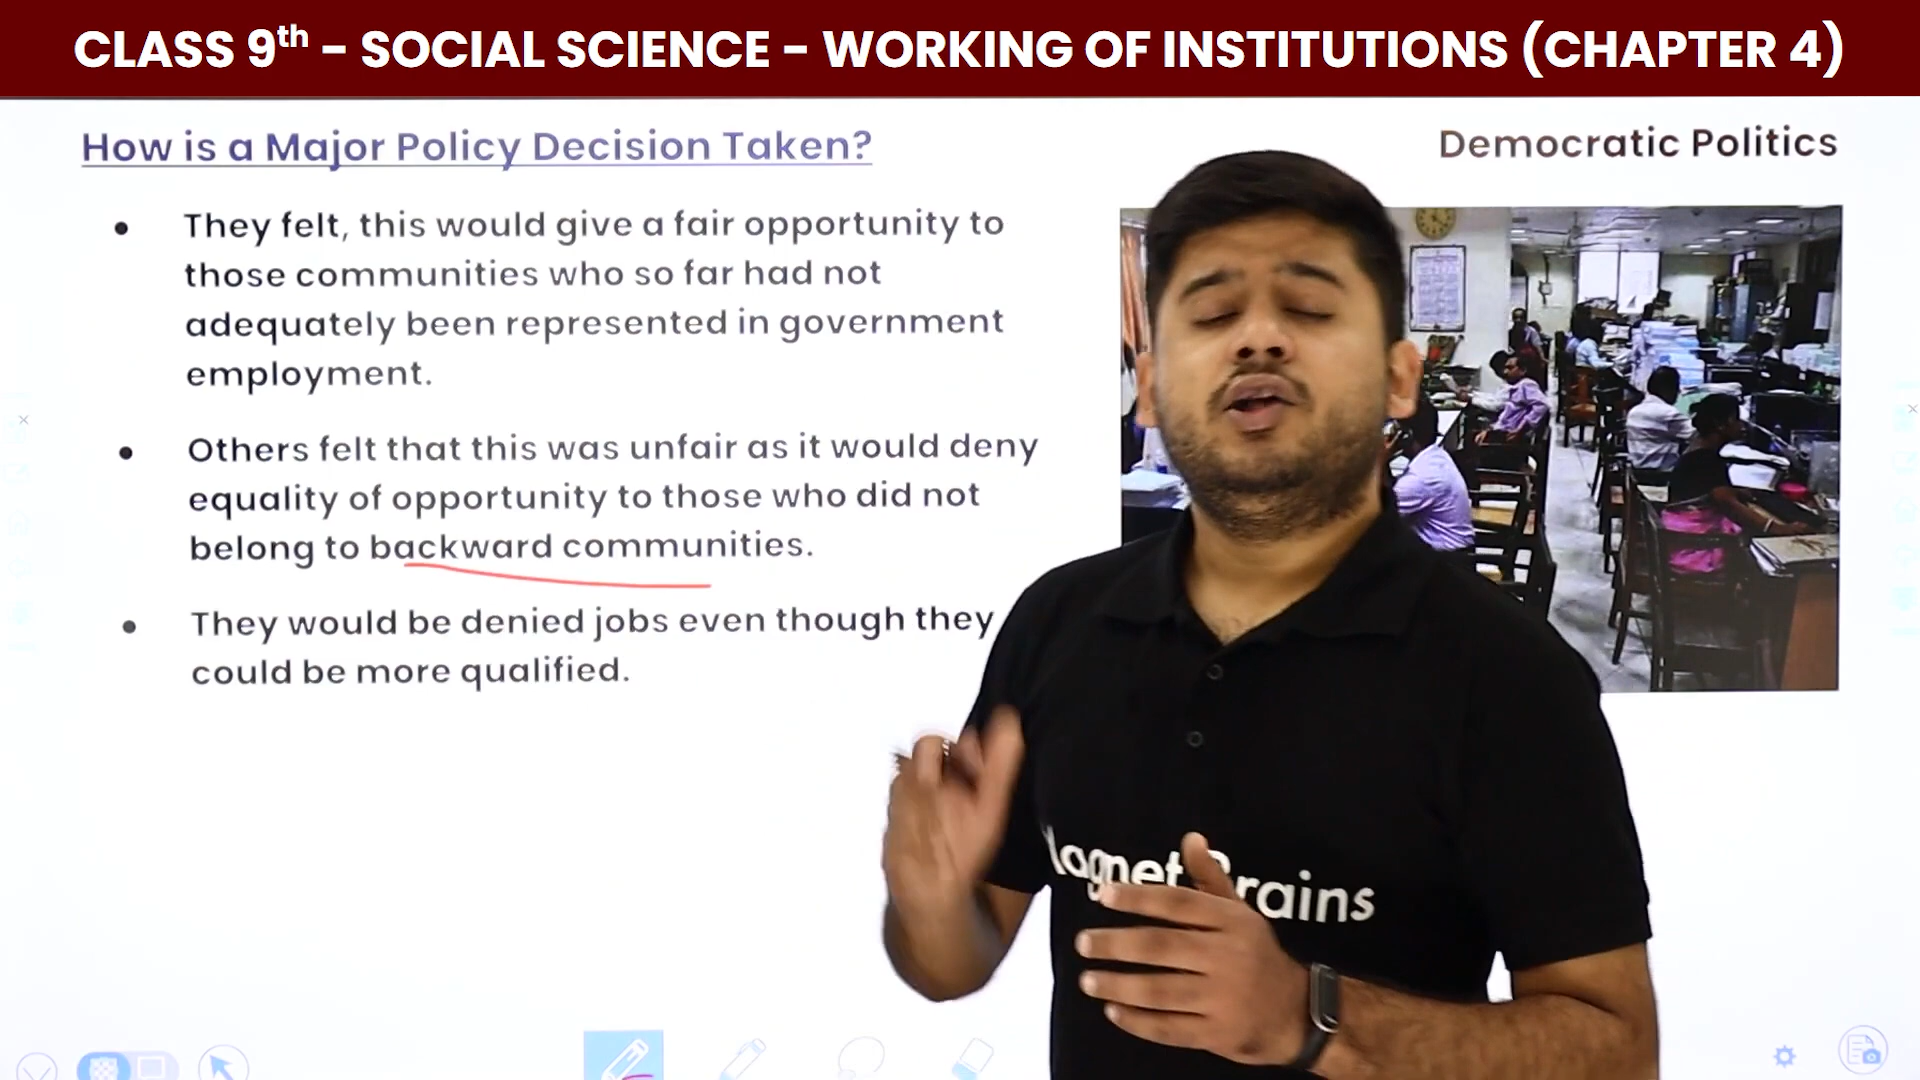 CLASS 9th – SOCIAL SCIENCE – WORKING OF INSTITUTIONS (CHAPTER 4)
How is a Major Policy Decision Taken?
Democratic Politics
• They felt, this would give a fair opportunity to
those communities who so far had not
adequately been represented in government
employment.
• Others felt that this was unfair as it would deny
equality of opportunity to those who did not
belong to backward communities.
• They would be denied jobs even though they
could be more qualified.